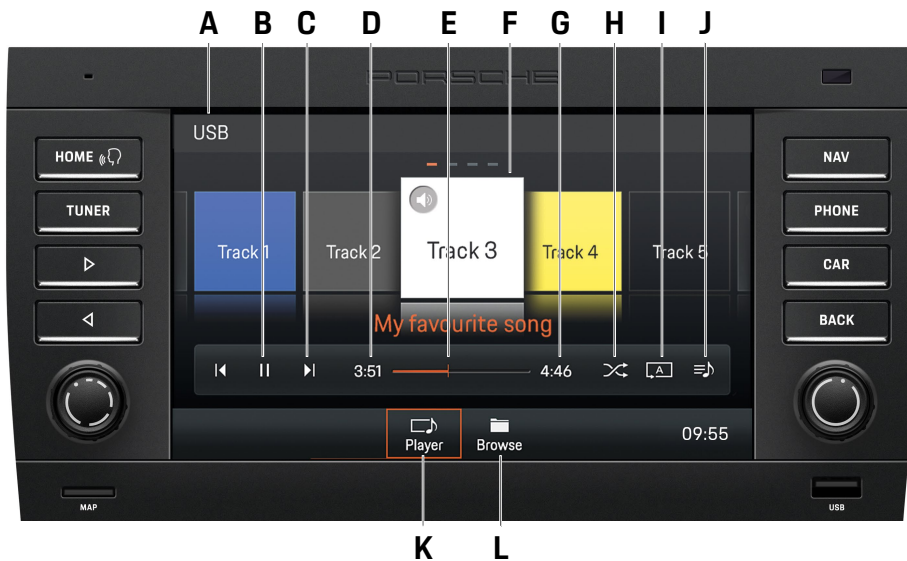 A B C D E F G H I J
PORSCHE
USB
HOME
NAV
TUNER
PHONE
Track 1
Track 2
Track 3
Track 4
Track 5
CAR
BACK
My favourite song
3:51
4:46
A
Player
Browse
09:55
MAP
USB
K L